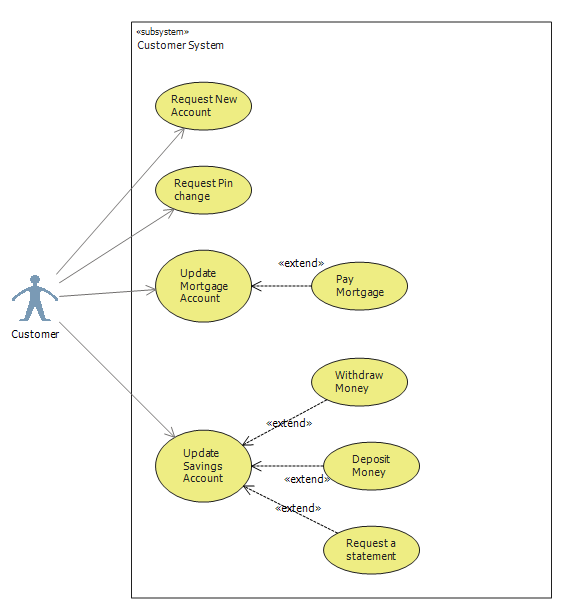 «subsystem»
Customer System
Request New
Account
Request Pin
change
Update
Mortgage
Account
«extend»
Pay
Mortgage
Customer
Withdraw
Money
«extend»
Update
Savings
Account
Deposit
Money
«extend»
«extend»
Request a
statement